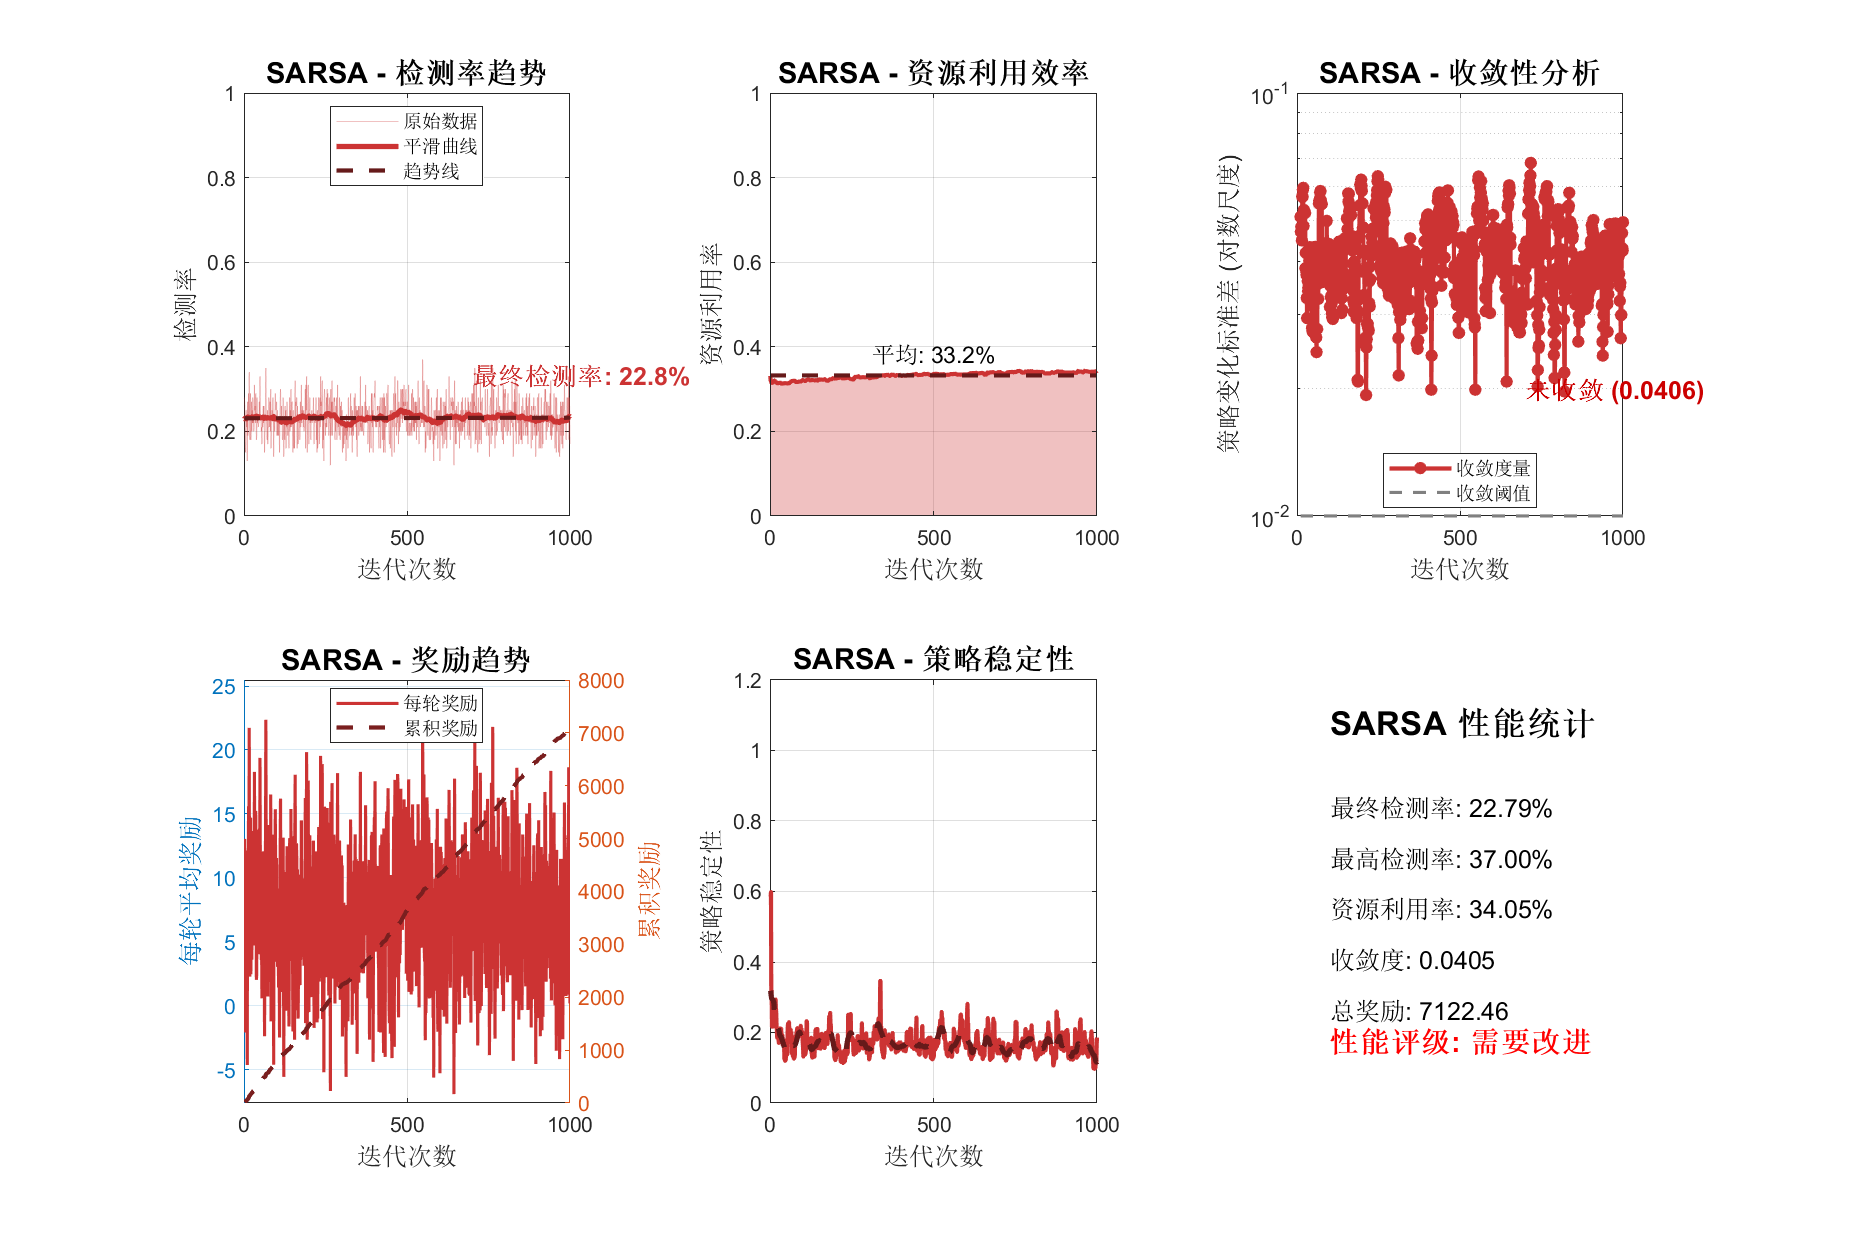 SARSA - 检测率趋势
1
0.8
0.6
0.4
0.2
0
检测率
原始数据
平滑曲线
趋势线
最终检测率: 22.8%
0 500 1000
迭代次数
SARSA - 资源利用效率
1
0.8
0.6
0.4
0.2
0
资源利用率
平均: 33.2%
0 500 1000
迭代次数
SARSA - 收敛性分析
10-1
10-2
策略变化标准差 (对数尺度)
未收敛 (0.0406)
收敛度量
收敛阈值
0 500 1000
迭代次数
SARSA - 奖励趋势
25
20
15
10
5
0
-5
每轮平均奖励
每轮奖励
累积奖励
8000
7000
6000
5000
4000
3000
2000
1000
0
累积奖励
0 500 1000
迭代次数
SARSA - 策略稳定性
1.2
1
0.8
0.6
0.4
0.2
0
策略稳定性
0 500 1000
迭代次数
SARSA 性能统计
最终检测率: 22.79%
最高检测率: 37.00%
资源利用率: 34.05%
收敛度: 0.0405
总奖励: 7122.46
性能评级: 需要改进